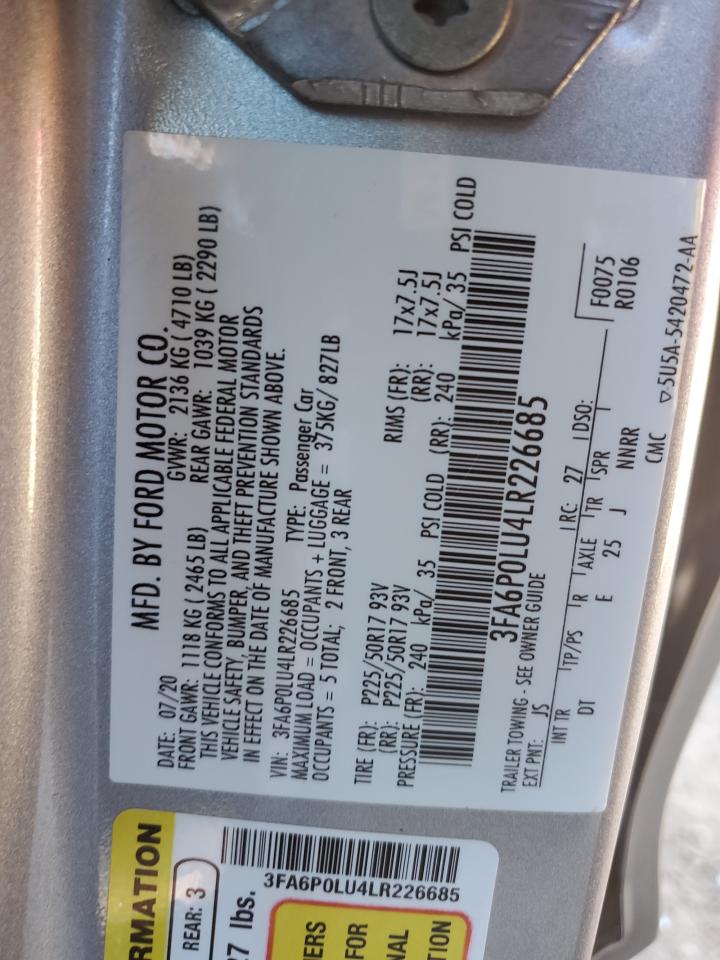 MFD. BY FORD MOTOR CO.
DATE: 07/20 GVWR: 2136 KG ( 4710 LB)
FRONT GAWR: 1118 KG ( 2465 LB) REAR GAWR: 1039 KG ( 2290 LB)
THIS VEHICLE CONFORMS TO ALL APPLICABLE FEDERAL MOTOR
VEHICLE SAFETY, BUMPER, AND THEFT PREVENTION STANDARDS
IN EFFECT ON THE DATE OF MANUFACTURE SHOWN ABOVE.
VIN: 3FA6P0LU4LR226685 TYPE: Passenger Car
MAXIMUM LOAD = OCCUPANTS + LUGGAGE = 375KG/ 827LB
OCCUPANTS = 5 TOTAL; 2 FRONT, 3 REAR
TIRE (FR): P225/50R17 93V RIMS (FR): 17x7.5J
(RR): P225/50R17 93V (RR): 17x7.5J
PRESSURE (FR): 240 kPa/ 35 PSI COLD (RR): 240 kPa/ 35 PSI COLD
3FA6P0LU4LR226685
TRAILER TOWING - SEE OWNER GUIDE
EXT PNT: JS RC: 27 DSO: F0075
INT TR TP/PS R AXLE TR SPR R0106
DT E 25 J NNRR
CMC ▽5U5A-5420472-AA
RMATION
REAR: 3
27 lbs.
3FA6P0LU4LR226685
IERS
FOR
NAL
TION